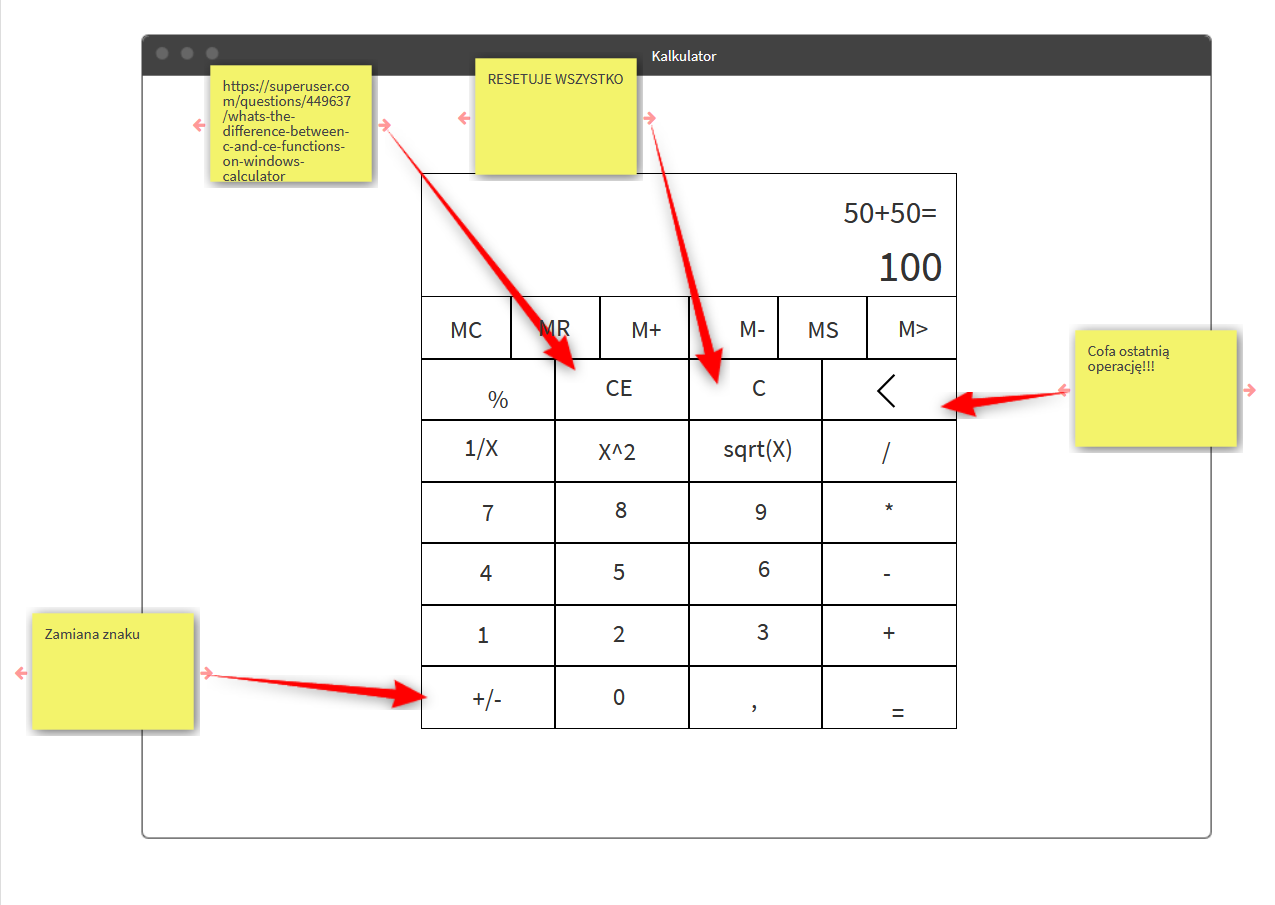 Kalkulator
https://superuser.co
m/questions/449637
/whats-the-
difference-between-
c-and-ce-functions-
on-windows-
calculator
RESETUJE WSZYSTKO
50+50=
100
MC MR M+ M- MS M>
Cofa ostatnią
operację!!!
% CE C
1/X X^2 sqrt(X) /
7 8 9 *
4 5 6 -
1 2 3 +
Zamiana znaku
+/- 0 , =